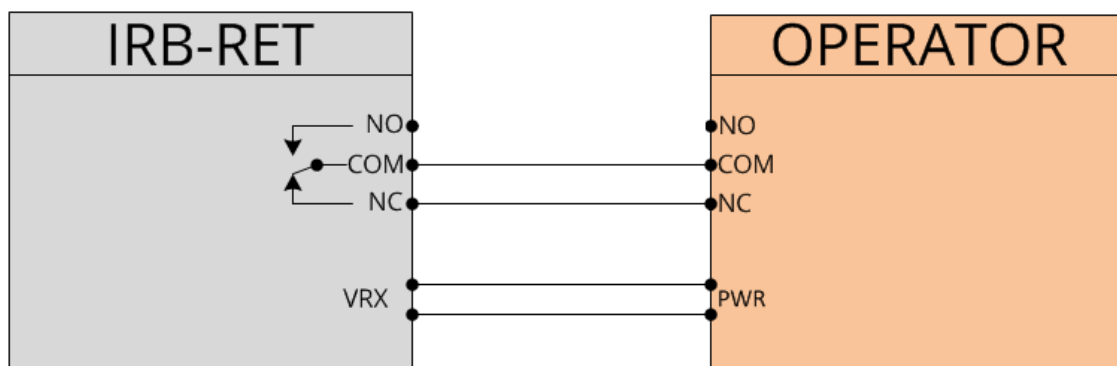 IRB-RET
OPERATOR
NO
NO
COM
COM
NC
NC
VRX
PWR